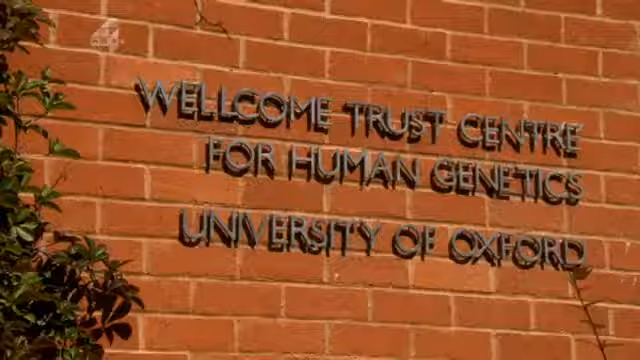 WELLCOME TRUST CENTRE
FOR HUMAN GENETICS
UNIVERSITY OF OXFORD